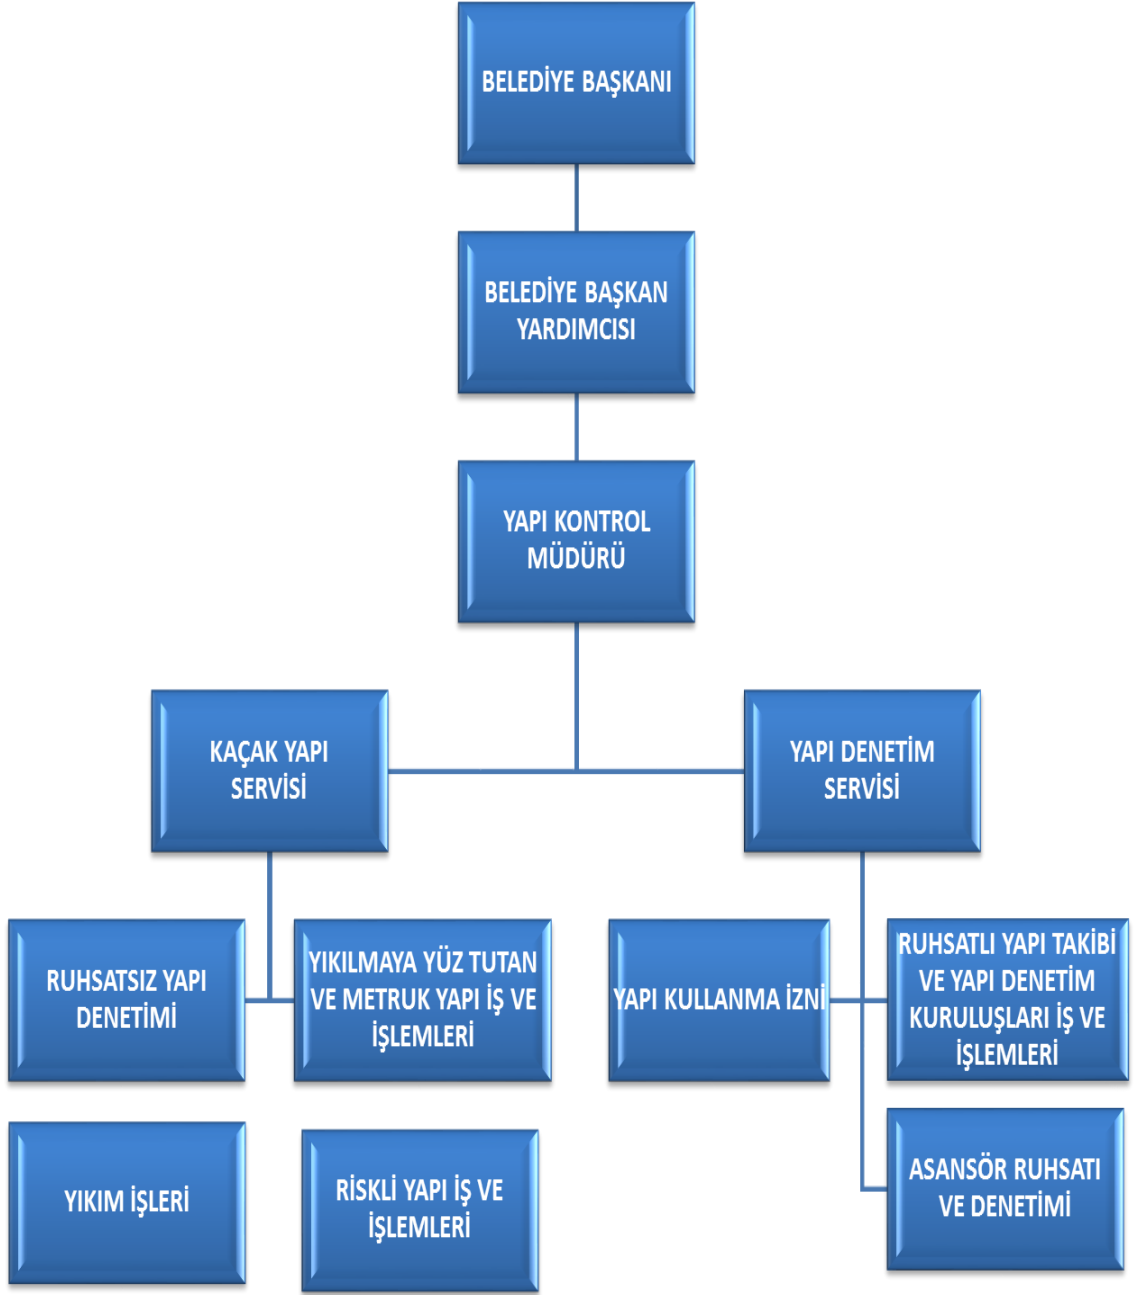 BELEDİYE BAŞKANI
BELEDİYE BAŞKAN
YARDIMCISI
YAPI KONTROL
MÜDÜRÜ
KAÇAK YAPI
SERVİSİ
YAPI DENETİM
SERVİSİ
RUHSATSIZ YAPI
DENETİMİ
YIKILMAYA YÜZ TUTAN
VE METRUK YAPI İŞ VE
İŞLEMLERİ
YAPI KULLANMA İZNİ
RUHSATLI YAPI TAKİBİ
VE YAPI DENETİM
KURULUŞLARI İŞ VE
İŞLEMLERİ
YIKIM İŞLERİ
RİSKLİ YAPI İŞ VE
İŞLEMLERİ
ASANSÖR RUHSATI
VE DENETİMİ